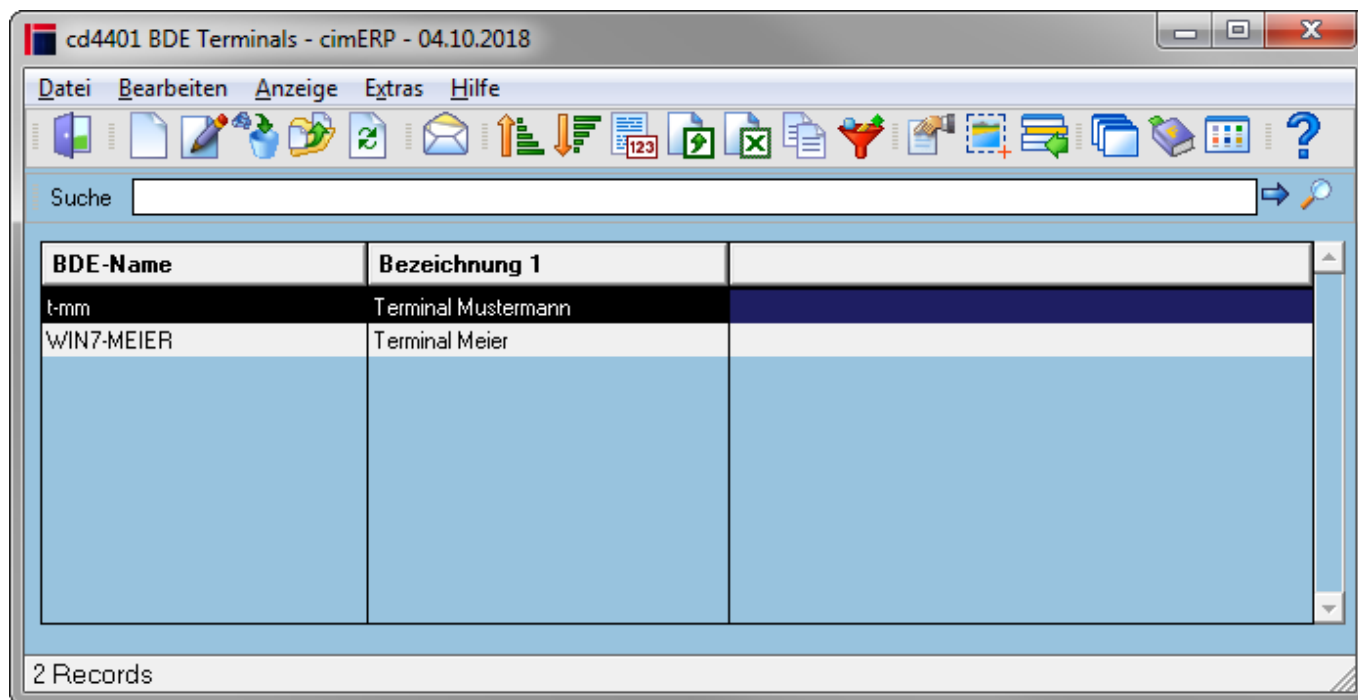 cd4401 BDE Terminals - cimERP - 04.10.2018
Datei Bearbeiten Anzeige Extras Hilfe
123
Suche
BDE-Name Bezeichnung 1
t-mm Terminal Mustermann
WIN7-MEIER Terminal Meier
2 Records